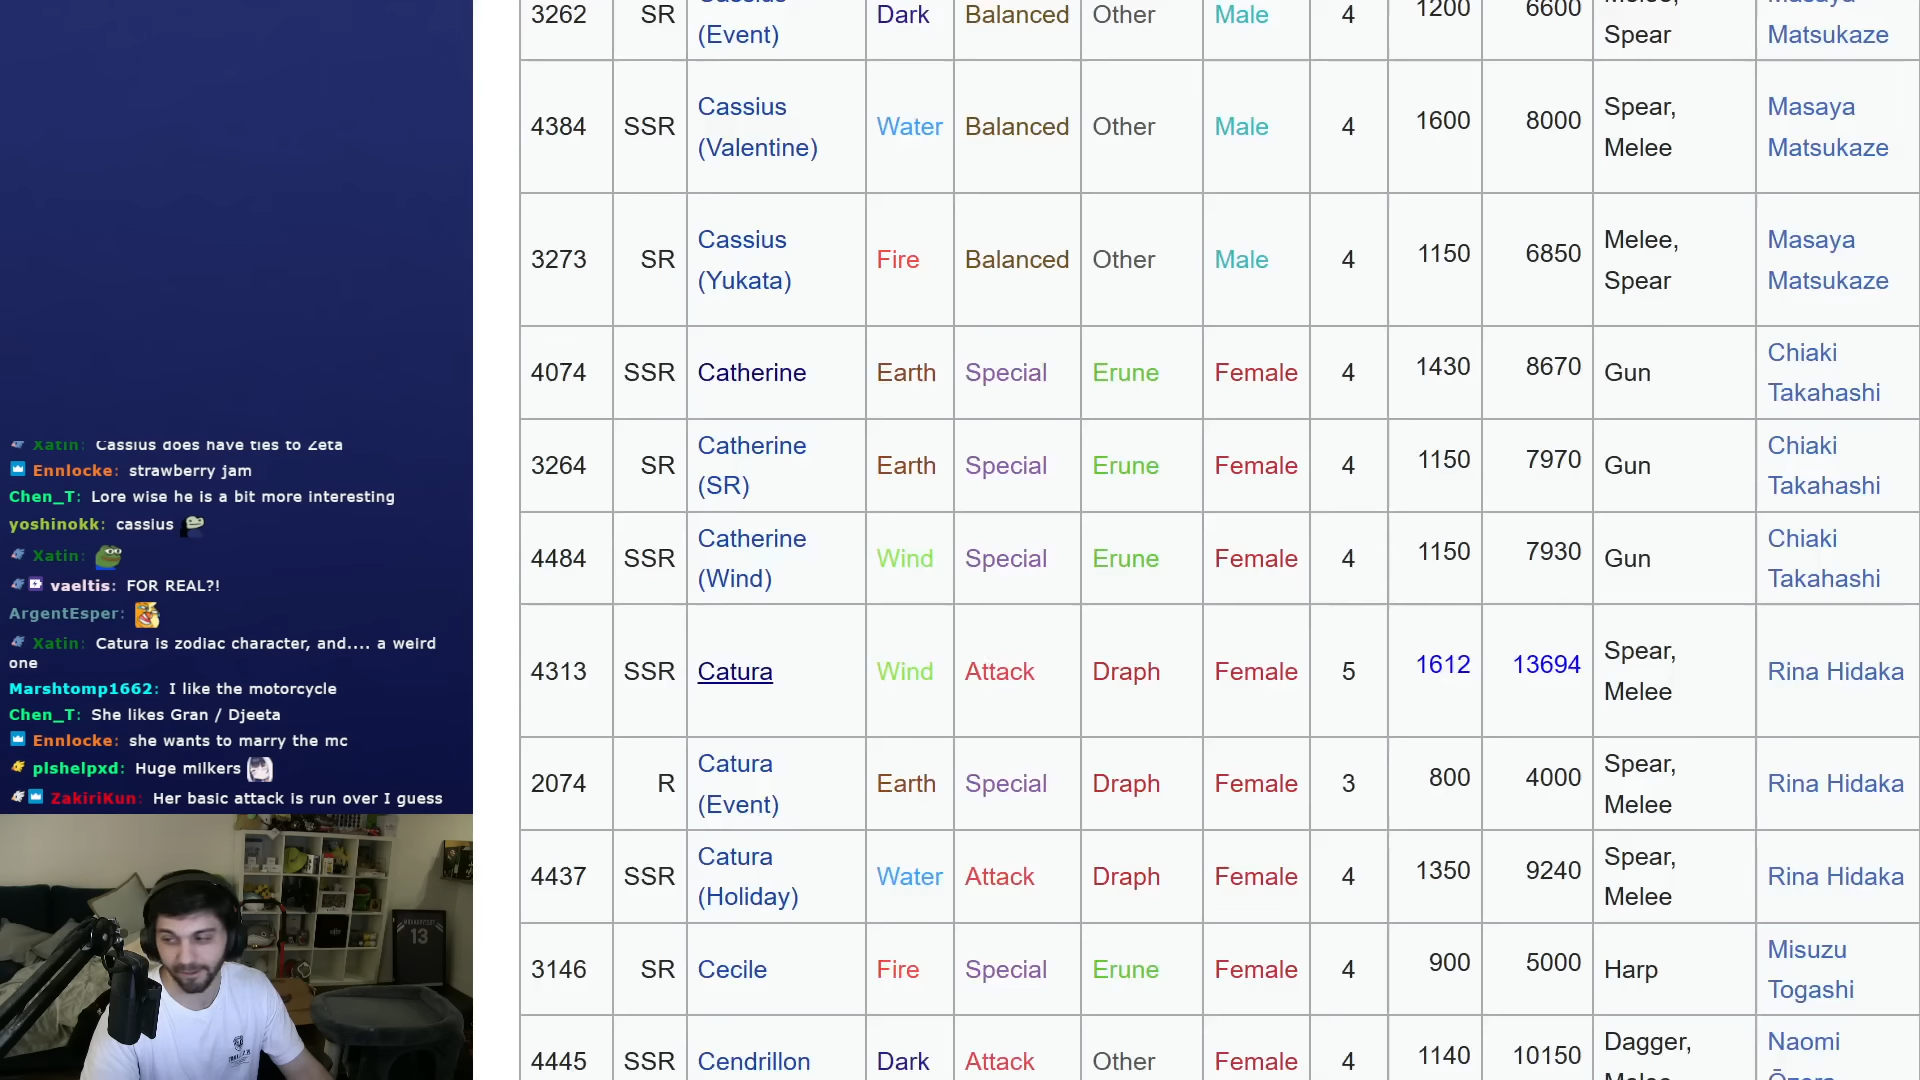 Xatin: Cassius does have ties to Zeta
Ennlocke: strawberry jam
Chen_T: Lore wise he is a bit more interesting
yoshinokk: cassius
Xatin:
vaeltis: FOR REAL?!
ArgentEsper:
Xatin: Catura is zodiac character, and.... a weird
one
Marshtomp1662: I like the motorcycle
Chen_T: She likes Gran / Djeeta
Ennlocke: she wants to marry the mc
plshelpxd: Huge milkers
ZakiriKun: Her basic attack is run over I guess
13
3262 SR (Event) Dark Balanced Other Male 4 1200 6600 Spear Matsukaze
4384 SSR Cassius (Valentine) Water Balanced Other Male 4 1600 8000 Spear, Melee Masaya Matsukaze
3273 SR Cassius (Yukata) Fire Balanced Other Male 4 1150 6850 Melee, Spear Masaya Matsukaze
4074 SSR Catherine Earth Special Erune Female 4 1430 8670 Gun Chiaki Takahashi
3264 SR Catherine (SR) Earth Special Erune Female 4 1150 7970 Gun Chiaki Takahashi
4484 SSR Catherine (Wind) Wind Special Erune Female 4 1150 7930 Gun Chiaki Takahashi
4313 SSR Catura Wind Attack Draph Female 5 1612 13694 Spear, Melee Rina Hidaka
2074 R Catura (Event) Earth Special Draph Female 3 800 4000 Spear, Melee Rina Hidaka
4437 SSR Catura (Holiday) Water Attack Draph Female 4 1350 9240 Spear, Melee Rina Hidaka
3146 SR Cecile Fire Special Erune Female 4 900 5000 Harp Misuzu Togashi
4445 SSR Cendrillon Dark Attack Other Female 4 1140 10150 Dagger, Naomi